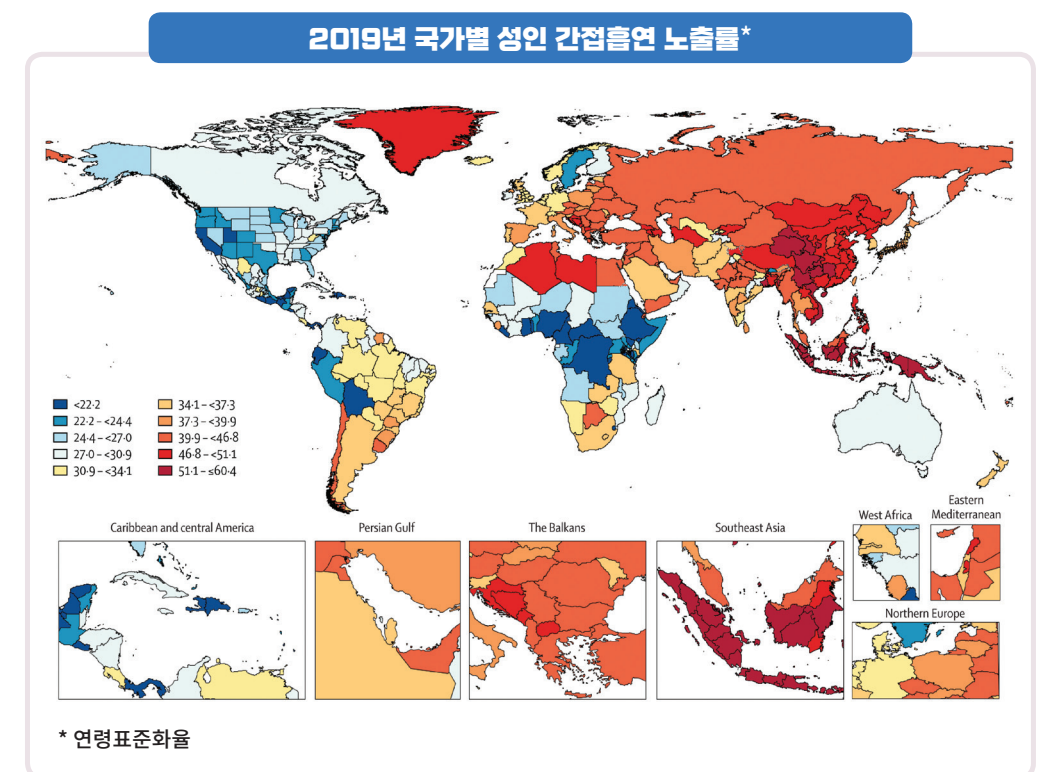 2019년 국가별 성인 간접흡연 노출률*
<22·2
22·2–<24·4
24·4–<27·0
27·0–<30·9
30·9–<34·1
34·1–<37·3
37·3–<39·9
39·9–<46·8
46·8–<51·1
51·1–≤60·4
Caribbean and central America
Persian Gulf
The Balkans
Southeast Asia
West Africa
Eastern
Mediterranean
Northern Europe
* 연령표준화율